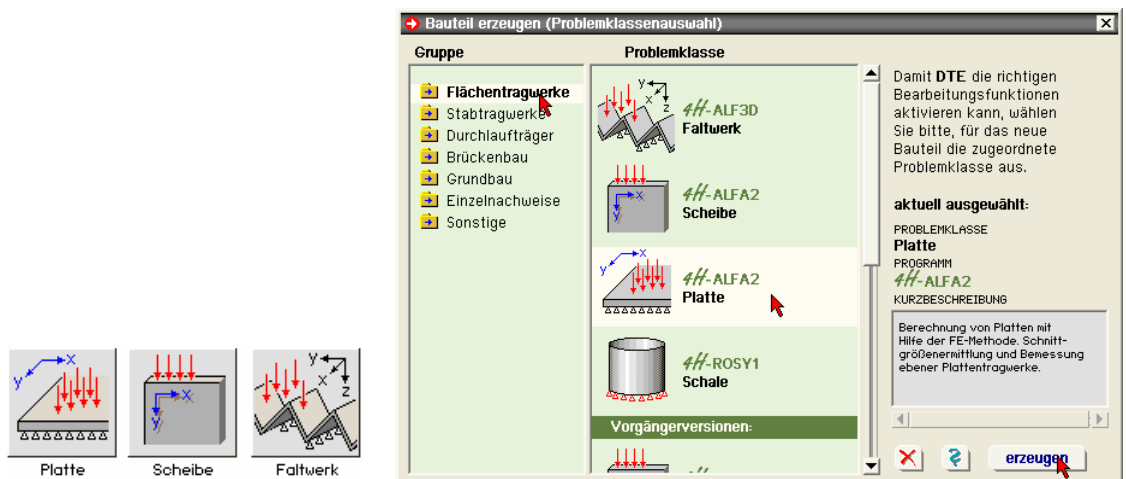 Bauteil erzeugen (Problemklassenauswahl)
Gruppe
Flächentragwerke
Stabtragwerke
Durchlaufträger
Brückenbau
Grundbau
Einzelnachweise
Sonstige
Problemklasse
y
x
z
4H-ALF3D
Faltwerk
x
y
4H-ALFA2
Scheibe
x
y
4H-ALFA2
Platte
4H-ROSY1
Schale
Vorgängerversionen:
Damit DTE die richtigen
Bearbeitungsfunktionen
aktivieren kann, wählen
Sie bitte, für das neue
Bauteil die zugeordnete
Problemklasse aus.
aktuell ausgewählt:
PROBLEMKLASSE
Platte
PROGRAMM
4H-ALFA2
KURZBESCHREIBUNG
Berechnung von Platten mit
Hilfe der FE-Methode. Schnitt-
größenermittlung und Bemessung
ebener Plattentragwerke.
erzeugen
x
y
Platte
x
y
Scheibe
y
x
z
Faltwerk